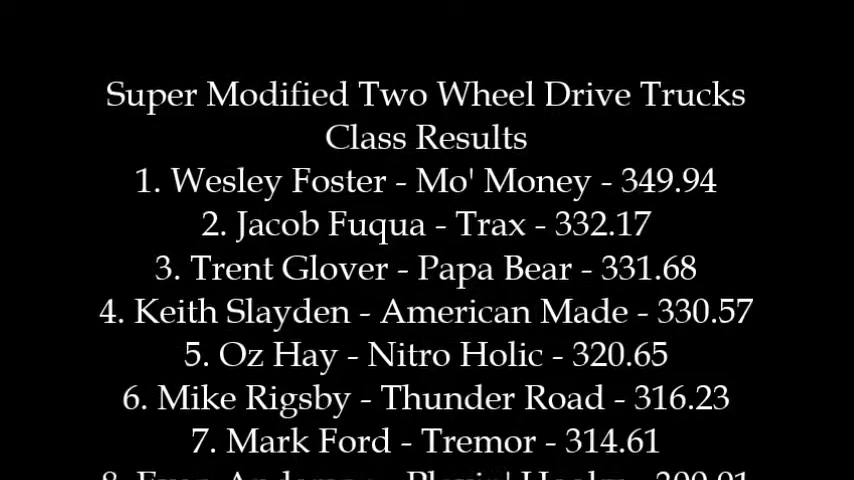 Super Modified Two Wheel Drive Trucks
Class Results
1. Wesley Foster - Mo' Money - 349.94
2. Jacob Fuqua - Trax - 332.17
3. Trent Glover - Papa Bear - 331.68
4. Keith Slayden - American Made - 330.57
5. Oz Hay - Nitro Holic - 320.65
6. Mike Rigsby - Thunder Road - 316.23
7. Mark Ford - Tremor - 314.61
8.